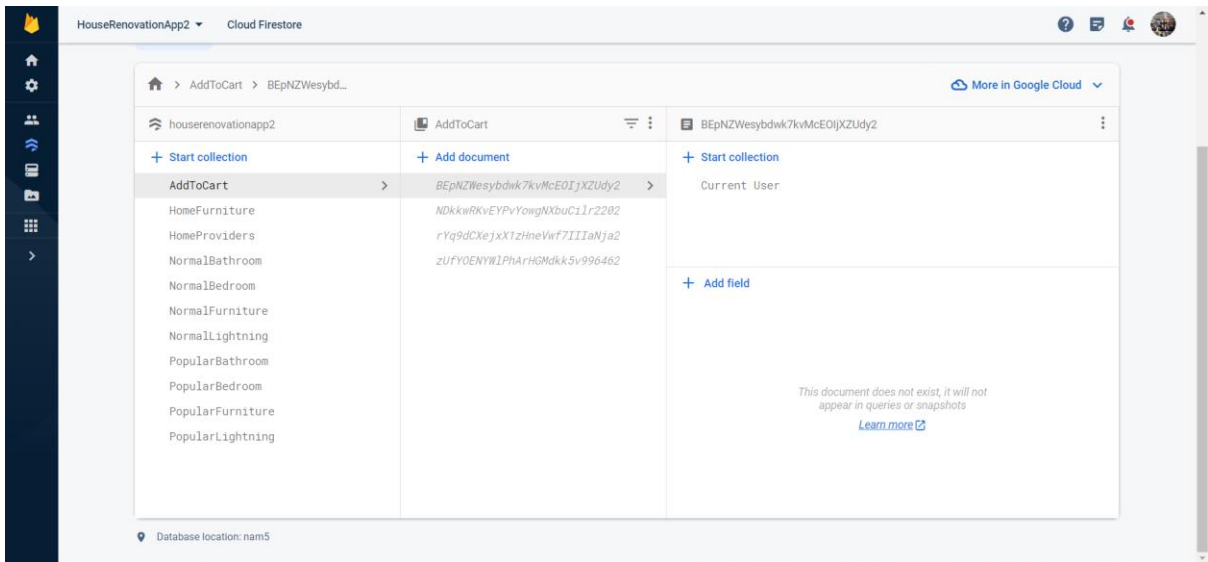 HouseRenovationApp2 Cloud Firestore
AddToCart > BEpNZWesybd...
More in Google Cloud
houserenovationapp2
Start collection
AddToCart
HomeFurniture
HomeProviders
NormalBathroom
NormalBedroom
NormalFurniture
NormalLightning
PopularBathroom
PopularBedroom
PopularFurniture
PopularLightning
AddToCart
Add document
BEpNZWesybdwk7kvMcEOIjXZUdy2
NDkkwRKvEYPvYowgNXbuCilr2202
rYq9dCXejxX1zHneVwf7IIIaNja2
zUfYOENYWlPhArHGMdkk5v996462
BEpNZWesybdwk7kvMcEOIjXZUdy2
Start collection
Current User
Add field
This document does not exist, it will not
appear in queries or snapshots
Learn more
Database location: nam5